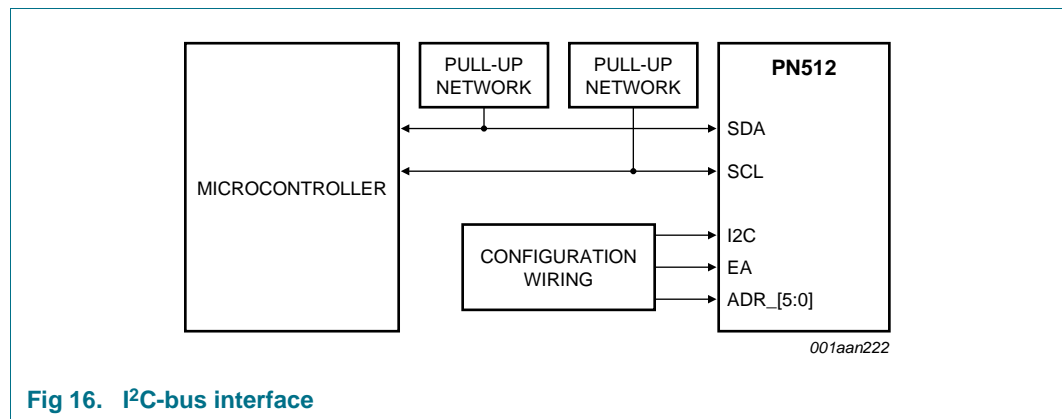 PULL-UP
NETWORK
PULL-UP
NETWORK
PN512
SDA
SCL
MICROCONTROLLER
I2C
CONFIGURATION
WIRING
EA
ADR_[5:0]
001aan222
Fig 16. I²C-bus interface